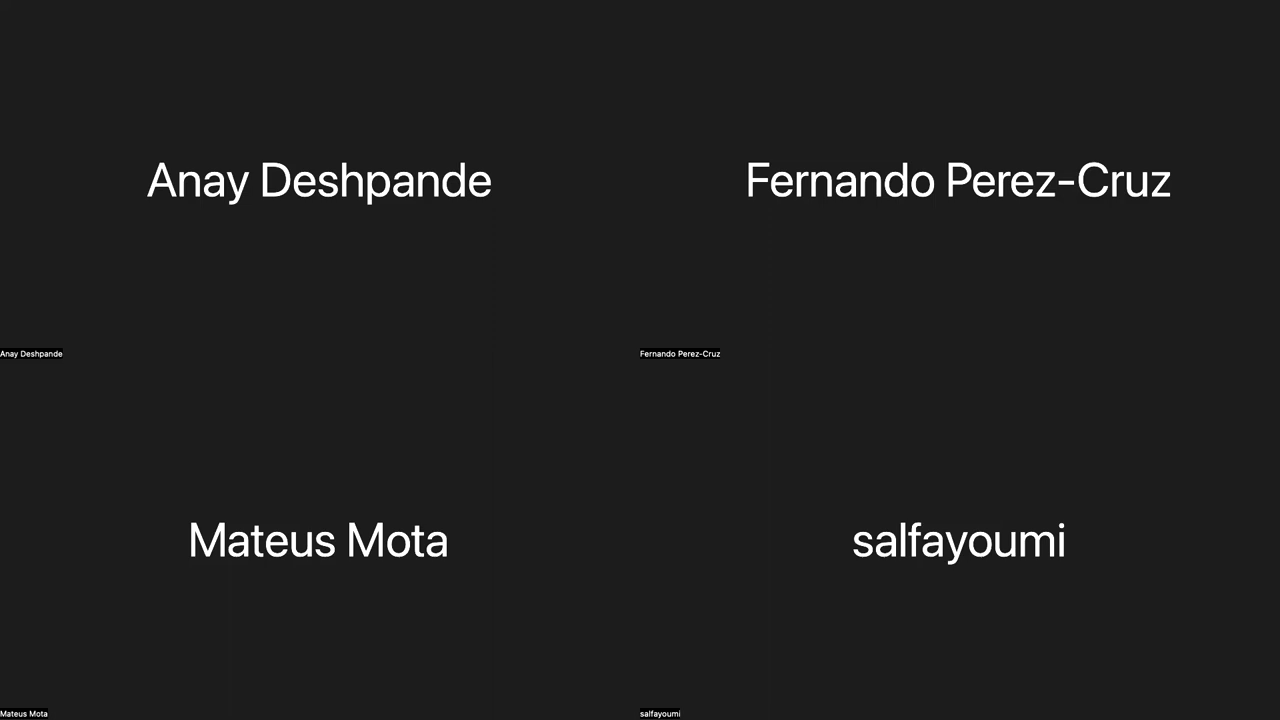 Anay Deshpande
Fernando Perez-Cruz
Anay Deshpande
Fernando Perez-Cruz
Mateus Mota
salfayoumi
Mateus Mota
salfayoumi